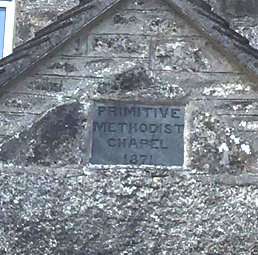 PRIMITIVE
METHODIST
CHAPEL
1871